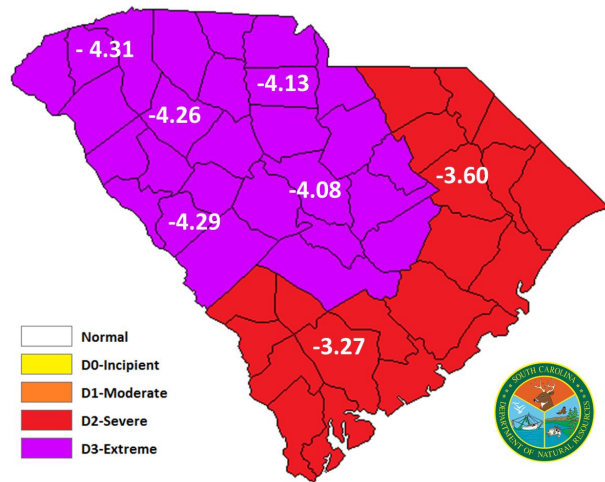 - 4.31
-4.13
-4.26
-4.08
-3.60
-4.29
-3.27
Normal
D0-Incipient
D1-Moderate
D2-Severe
D3-Extreme
SOUTH CAROLINA
DEPARTMENT OF NATURAL RESOURCES